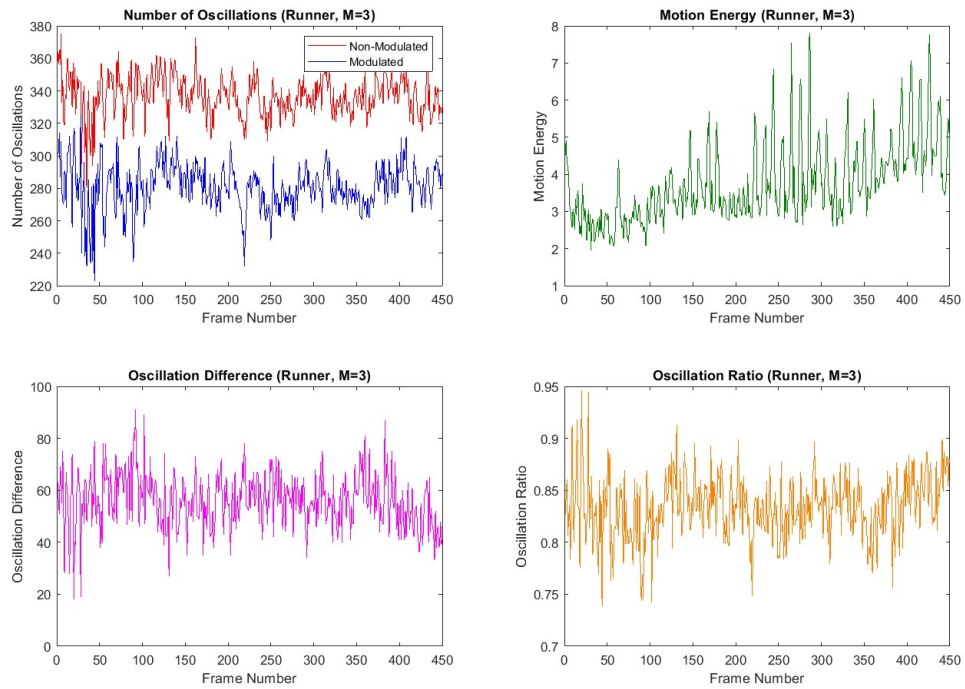 Number of Oscillations (Runner, M=3)
Number of Oscillations
380
360
340
320
300
280
260
240
220
Non-Modulated
Modulated
0 50 100 150 200 250 300 350 400 450
Frame Number
Motion Energy (Runner, M=3)
Motion Energy
8
7
6
5
4
3
2
1
0 50 100 150 200 250 300 350 400 450
Frame Number
Oscillation Difference (Runner, M=3)
Oscillation Difference
100
80
60
40
20
0
0 50 100 150 200 250 300 350 400 450
Frame Number
Oscillation Ratio (Runner, M=3)
Oscillation Ratio
0.95
0.9
0.85
0.8
0.75
0.7
0 50 100 150 200 250 300 350 400 450
Frame Number